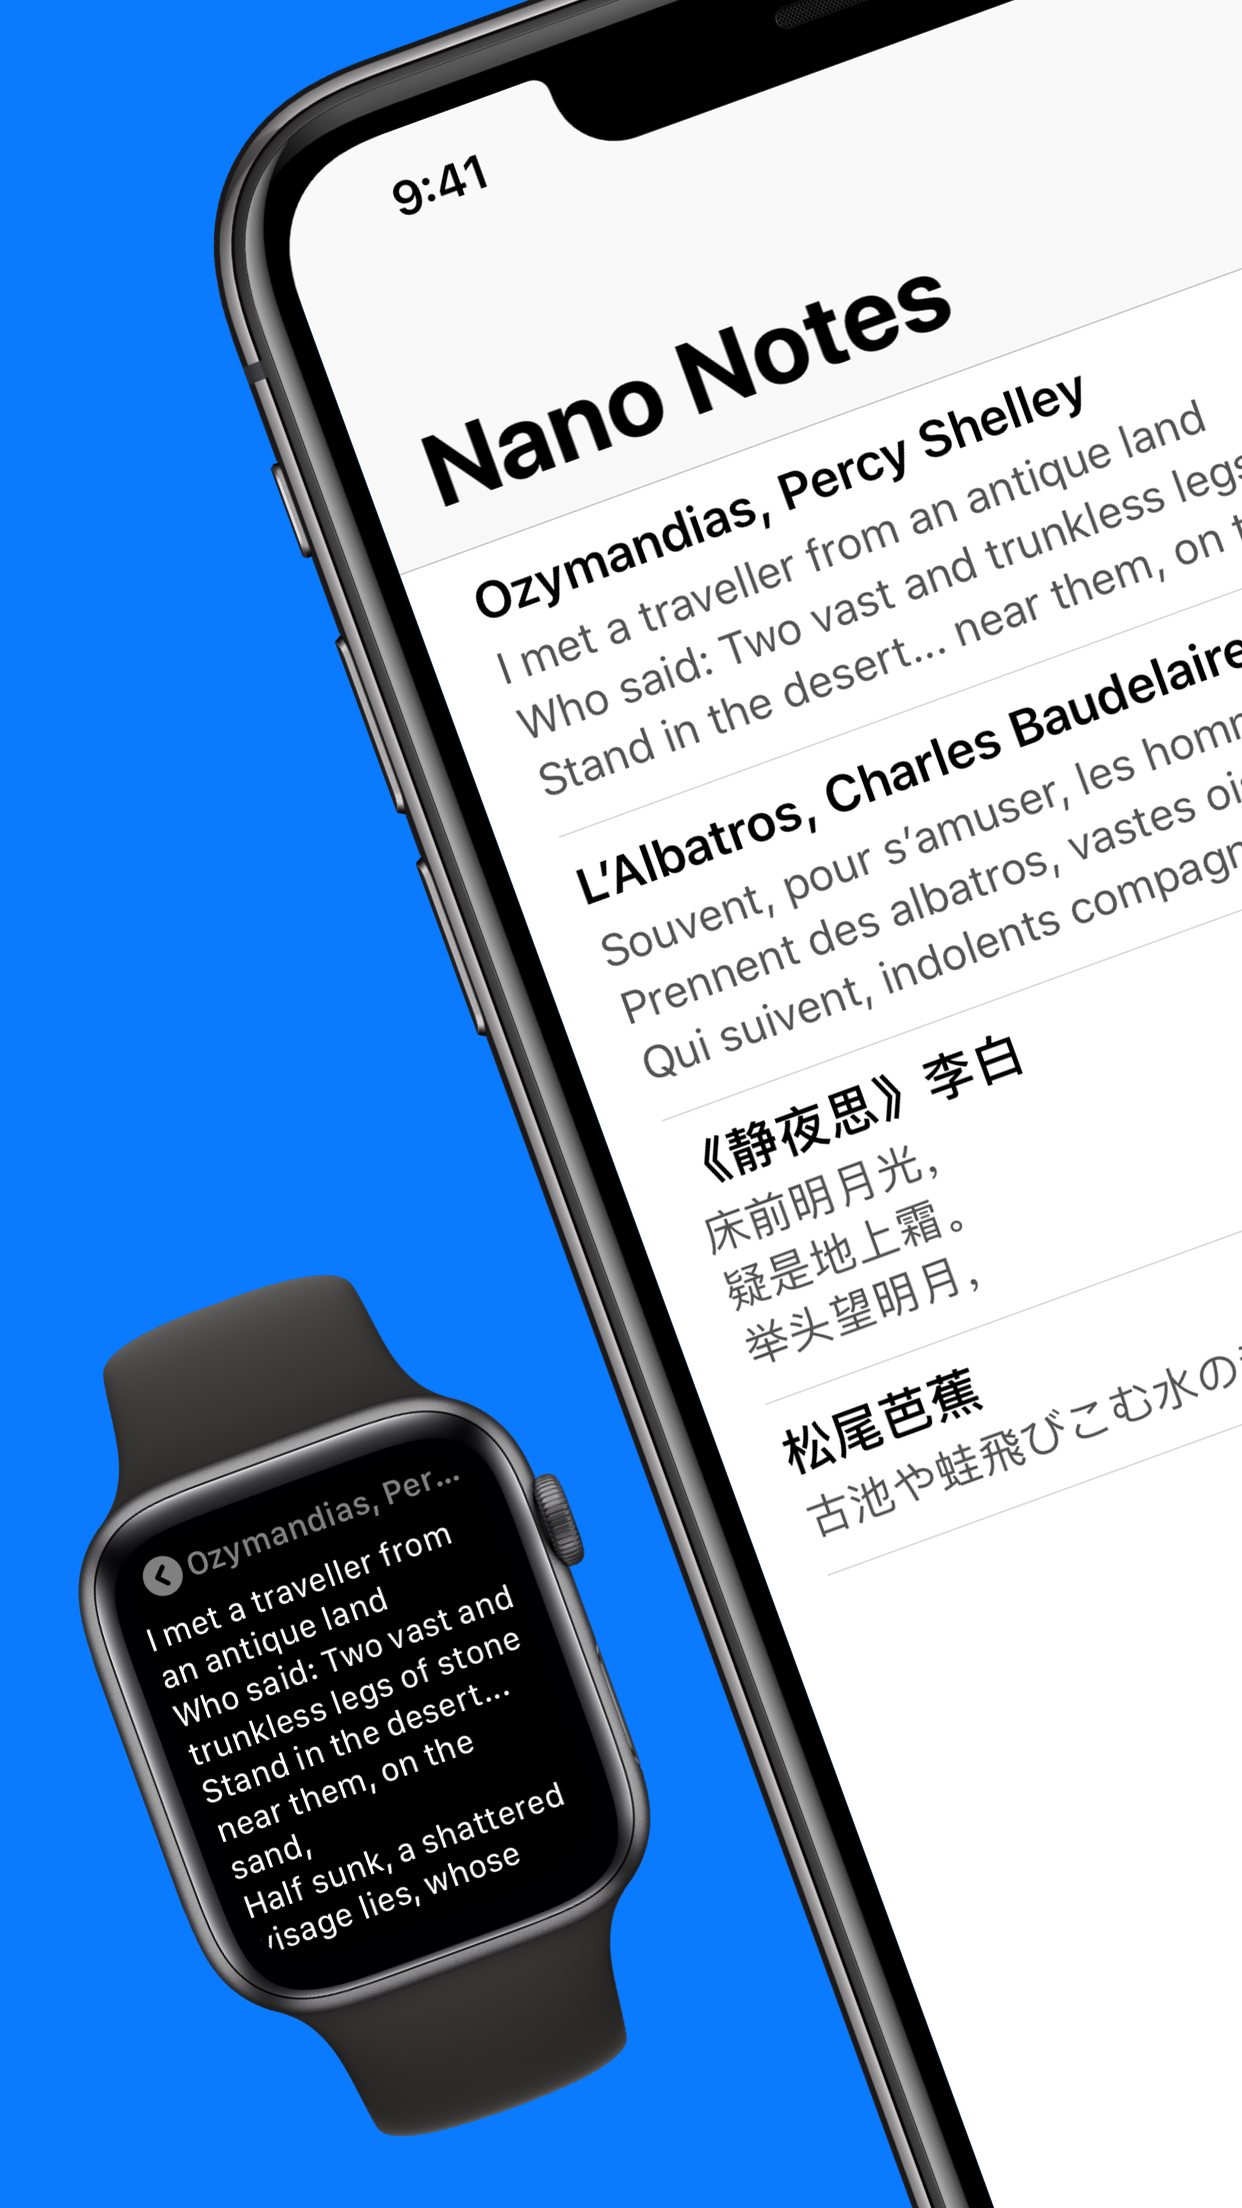 9:41
Nano Notes
Ozymandias, Percy Shelley
I met a traveller from an antique land
Who said: Two vast and trunkless legs
Stand in the desert... near them, on
L’Albatros, Charles Baudelaire
Souvent, pour s’amuser, les
Prennent des albatros, vastes
Qui suivent, indolents
《静夜思》李白
床前明月光，
疑是地上霜。
举头望明月，
松尾芭蕉
古池や蛙飛びこむ水の
Ozymandias, Per...
I met a traveller from
an antique land
Who said: Two vast and
trunkless legs of stone
Stand in the desert...
near them, on the
sand,
Half sunk, a shattered
visage lies, whose